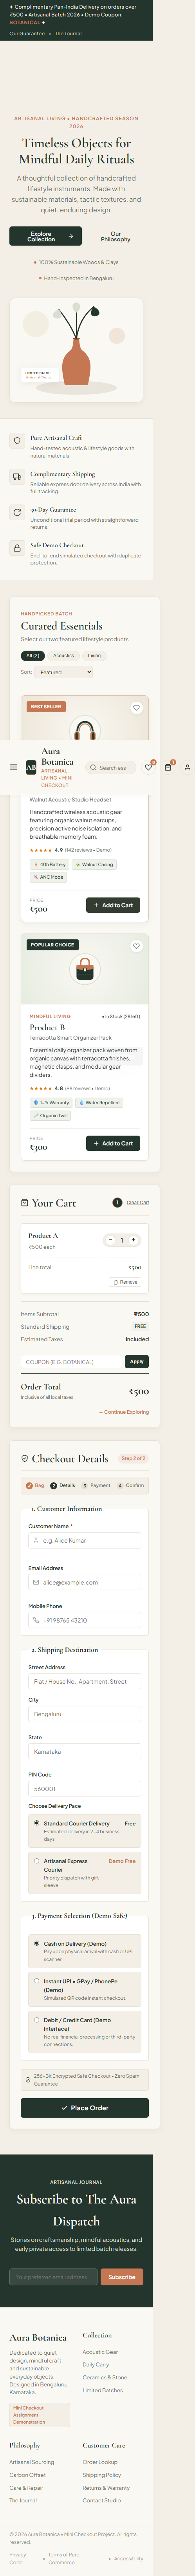 ✦ Complimentary Pan-India Delivery on orders over
₹500 • Artisanal Batch 2026 • Demo Coupon:
BOTANICAL ✦
Our Guarantee • The Journal
ARTISANAL LIVING • HANDCRAFTED SEASON
2026
Timeless Objects for
Mindful Daily Rituals
A thoughtful collection of handcrafted
lifestyle instruments. Made with
sustainable materials, tactile textures, and
quiet, enduring design.
Explore
Collection
Our
Philosophy
100% Sustainable Woods & Clays
Hand-Inspected in Bengaluru
LIMITED BATCH
Pure Artisanal Craft
Hand-tested acoustic & lifestyle goods with
natural materials.
Complimentary Shipping
Reliable express door delivery across India with
full tracking.
30-Day Guarantee
Unconditional trial period with straightforward
returns.
Safe Demo Checkout
End-to-end simulated checkout with duplicate
protection.
HANDPICKED BATCH
Curated Essentials
Select our two featured lifestyle products
All (2)
Acoustics
Living
Sort:
Featured
BEST SELLER
AB
Aura
Botanica
ARTISANAL
LIVING • MINI
CHECKOUT
Search ess
0
1
Walnut Acoustic Studio Headset
Handcrafted reference acoustic gear
featuring organic walnut earcups,
precision active noise isolation, and
breathable memory foam.
★★★★★ 4.9 (142 reviews • Demo)
40h Battery
Walnut Casing
ANC Mode
PRICE
₹500
Add to Cart
POPULAR CHOICE
MINDFUL LIVING
• In Stock (28 left)
Product B
Terracotta Smart Organizer Pack
Essential daily organizer pack woven from
organic canvas with terracotta finishes,
magnetic clasps, and modular gear
dividers.
★★★★★ 4.8 (98 reviews • Demo)
Water Repellent
Organic Twill
PRICE
₹300
Add to Cart
Your Cart
1
Clear Cart
Product A
₹500 each
− 1 +
Line total
₹500
Remove
Items Subtotal
₹500
Standard Shipping
FREE
Estimated Taxes
Included
COUPON (E.G. BOTANICAL)
Apply
Order Total
Inclusive of all local taxes
₹500
← Continue Exploring
Checkout Details
Step 2 of 2
✓ Bag
2 Details
3 Payment
4 Confirm
1. Customer Information
Customer Name *
e.g. Alice Kumar
Email Address
alice@example.com
Mobile Phone
+91 98765 43210
2. Shipping Destination
Street Address
Flat / House No., Apartment, Street
City
Bengaluru
State
Karnataka
PIN Code
560001
Choose Delivery Pace
Standard Courier Delivery
Free
Estimated delivery in 2-4 business
days
Artisanal Express
Courier
Demo Free
Priority dispatch with gift
sleeve
3. Payment Selection (Demo Safe)
Cash on Delivery (Demo)
Pay upon physical arrival with cash or UPI
scanner.
Instant UPI • GPay / PhonePe
(Demo)
Simulated QR code instant checkout.
Debit / Credit Card (Demo
Interface)
No real financial processing or third-party
connections.
256-Bit Encrypted Safe Checkout • Zero Spam
Guarantee
Place Order
ARTISANAL JOURNAL
Subscribe to The Aura
Dispatch
Stories on craftsmanship, mindful acoustics, and
early private access to limited batch releases.
Your preferred email address
Subscribe
Aura Botanica
Dedicated to quiet
design, mindful craft,
and sustainable
everyday objects.
Designed in Bengaluru,
Karnataka.
Mini Checkout
Assignment
Demonstration
Collection
Acoustic Gear
Daily Carry
Ceramics & Stone
Limited Batches
Philosophy
Artisanal Sourcing
Carbon Offset
Care & Repair
The Journal
Customer Care
Order Lookup
Shipping Policy
Returns & Warranty
Contact Studio
© 2026 Aura Botanica • Mini Checkout Project. All rights
reserved.
Privacy
Code
•
Terms of Pure
Commerce
•
Accessibility